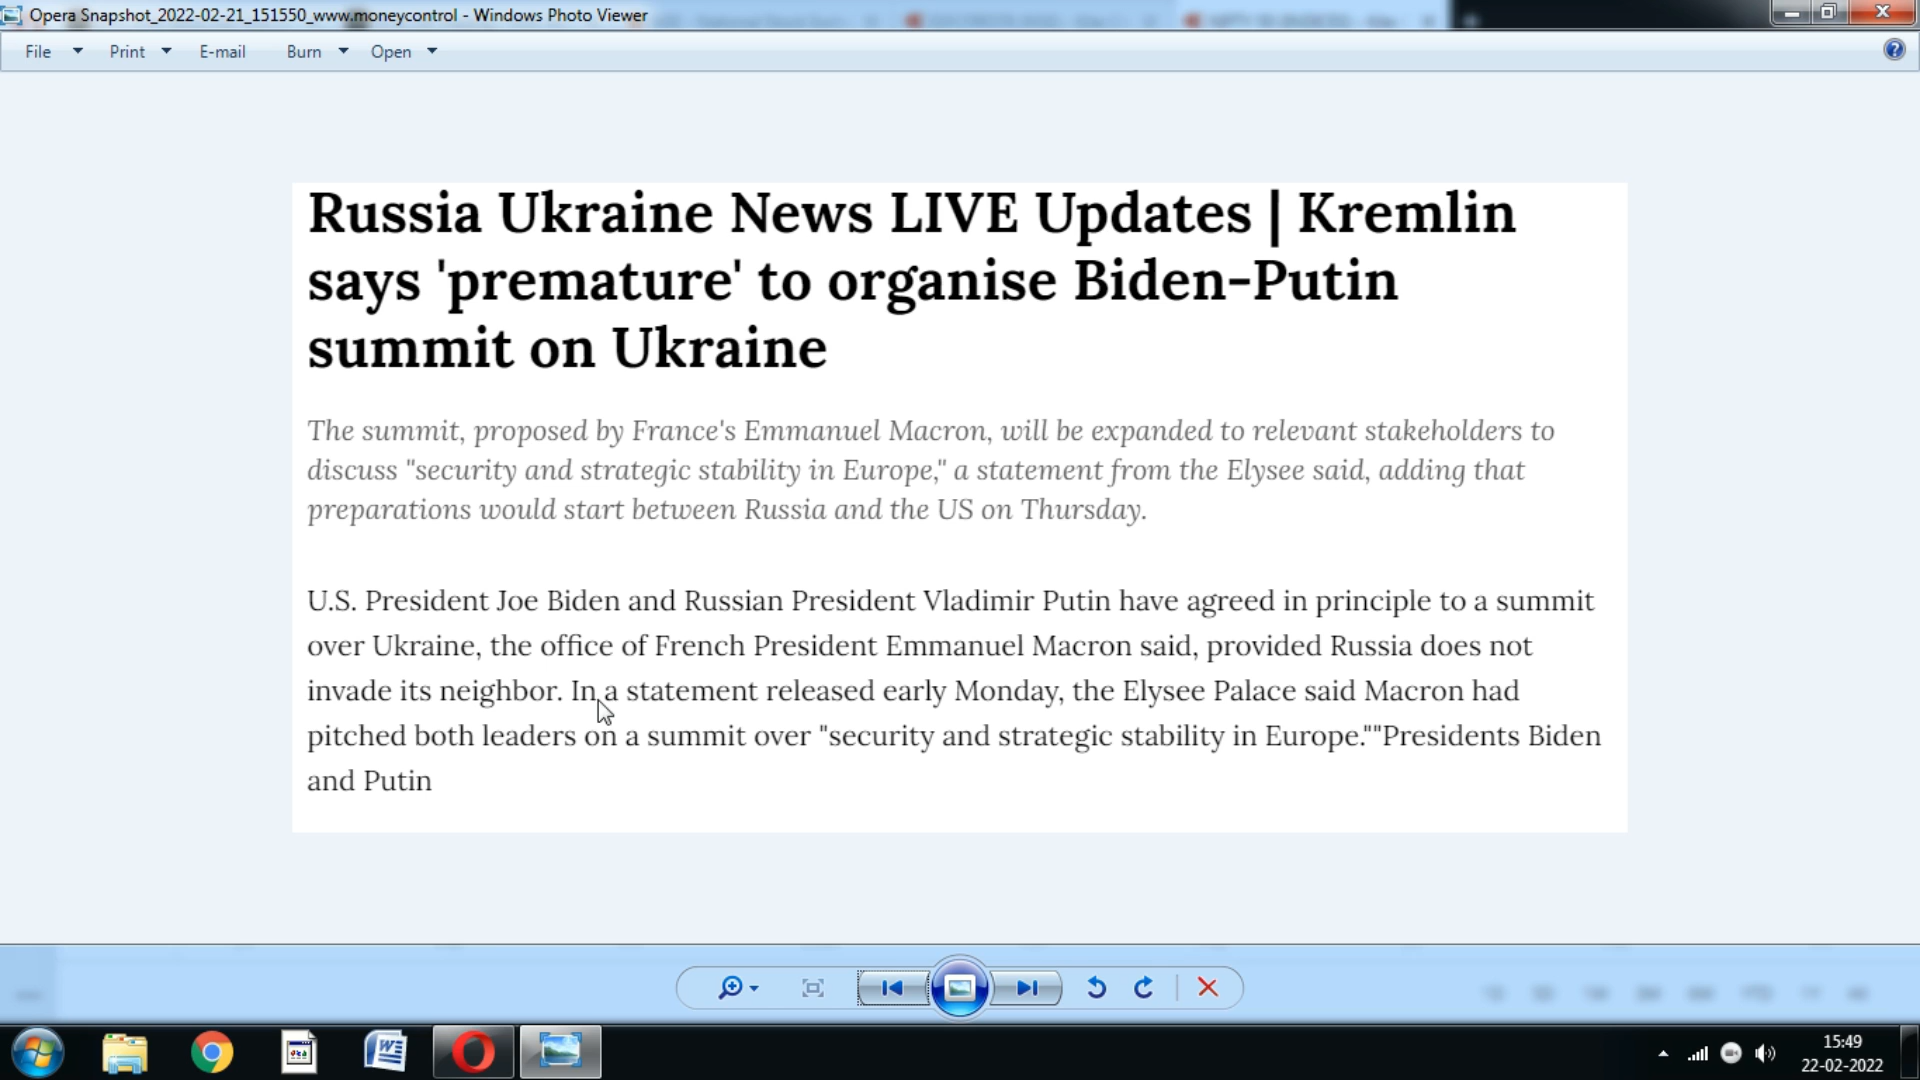 Opera Snapshot_2022-02-21_151550_www.moneycontrol - Windows Photo Viewer
File Print E-mail Burn Open
Russia Ukraine News LIVE Updates | Kremlin
says 'premature' to organise Biden-Putin
summit on Ukraine
The summit, proposed by France's Emmanuel Macron, will be expanded to relevant stakeholders to
discuss "security and strategic stability in Europe," a statement from the Elysee said, adding that
preparations would start between Russia and the US on Thursday.
U.S. President Joe Biden and Russian President Vladimir Putin have agreed in principle to a summit
over Ukraine, the office of French President Emmanuel Macron said, provided Russia does not
invade its neighbor. In a statement released early Monday, the Elysee Palace said Macron had
pitched both leaders on a summit over "security and strategic stability in Europe.""Presidents Biden
and Putin
15:49
22-02-2022